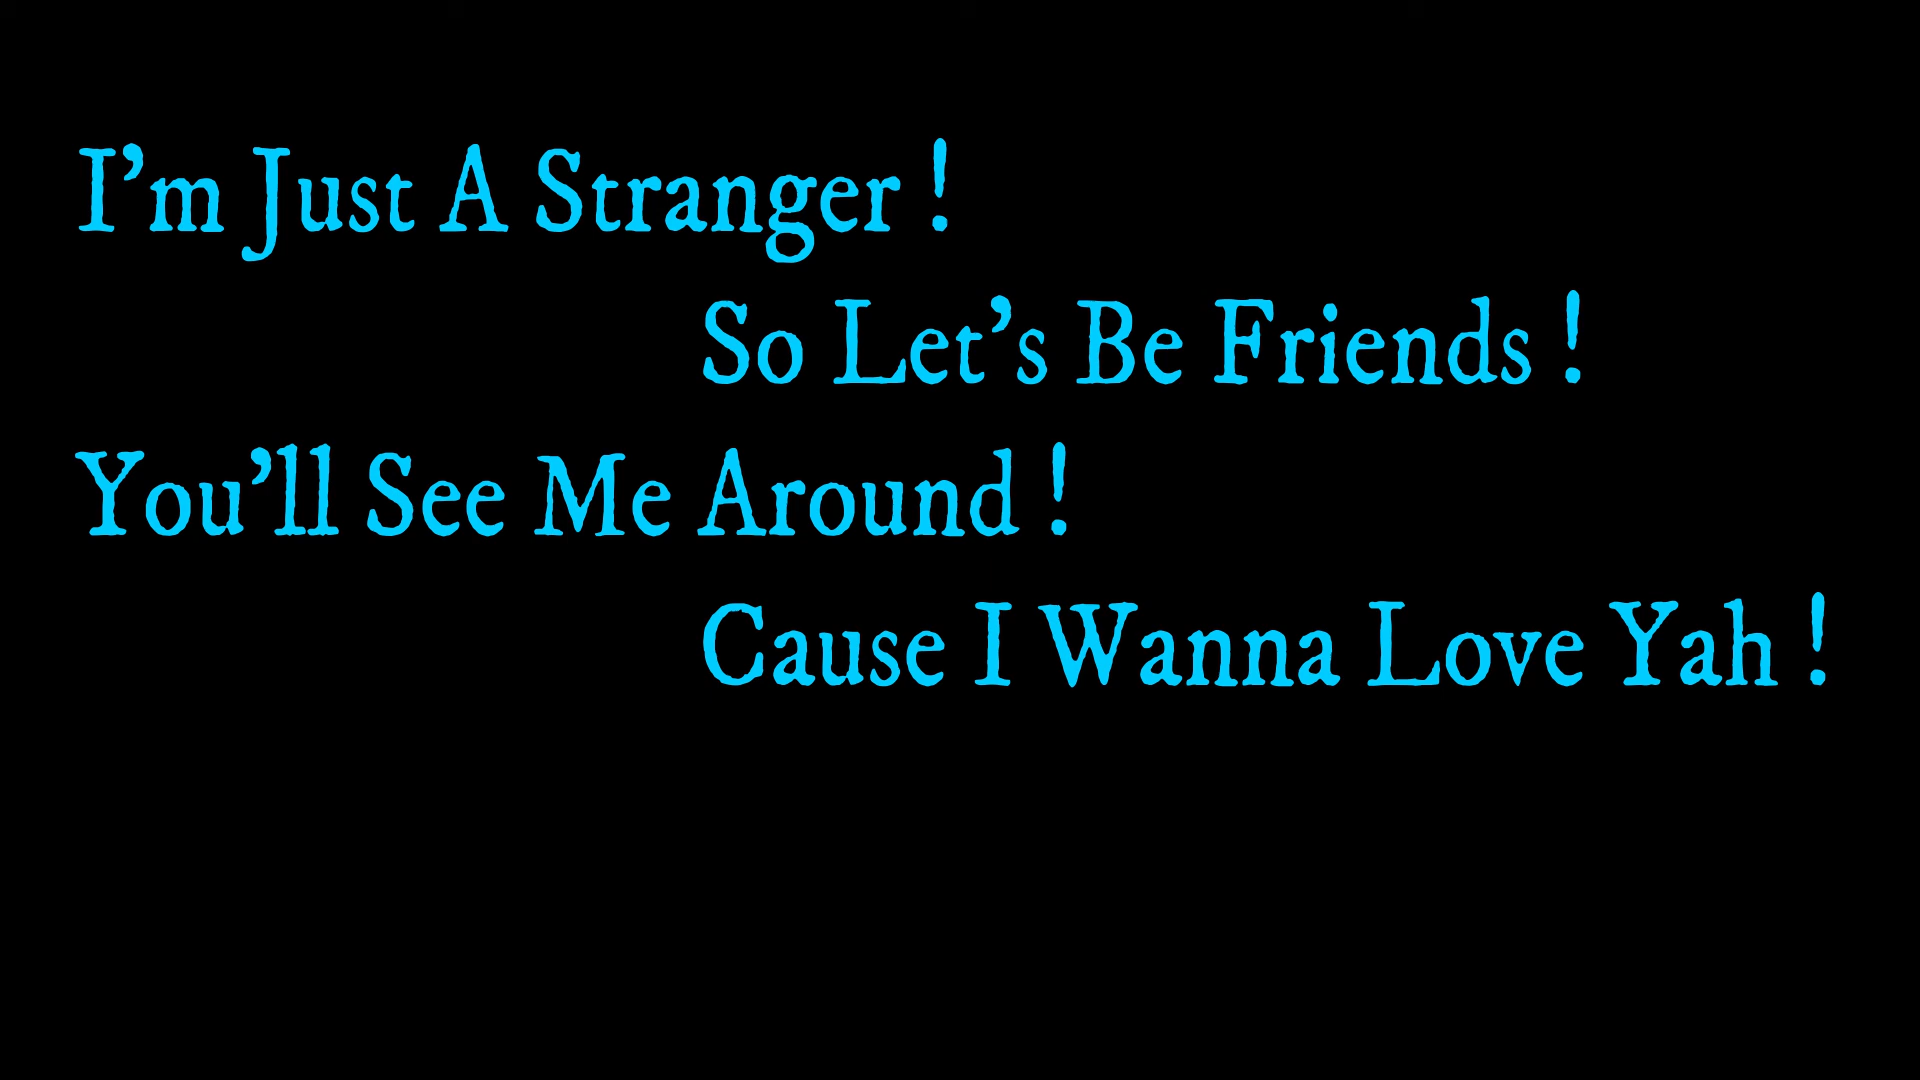 I’m Just A Stranger !
So Let’s Be Friends !
You’ll See Me Around !
Cause I Wanna Love Yah !